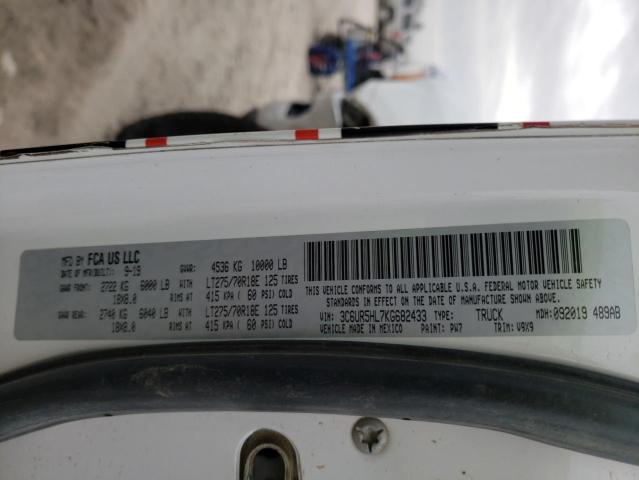 MFD BY FCA US LLC
DATE OF MFR(BUILT): 9-19 GVWR: 4536 KG 10000 LB
GAWR FRONT: 2722 KG 6000 LB LT275/70R18E 125 TIRES
18X8.0 RIMS AT 415 KPA ( 60 PSI) COLD
GAWR REAR: 2740 KG 6040 LB LT275/70R18E 125 TIRES
18X8.0 RIMS AT 415 KPA ( 60 PSI) COLD
THIS VEHICLE CONFORMS TO ALL APPLICABLE U.S.A. FEDERAL MOTOR VEHICLE SAFETY
STANDARDS IN EFFECT ON THE DATE OF MANUFACTURE SHOWN ABOVE
VIN: 3C6UR5HL7KG682433 TYPE: TRUCK MDH: 092019 489AB
VEHICLE MADE IN MEXICO PAINT: PW7 TRIM: V9X9